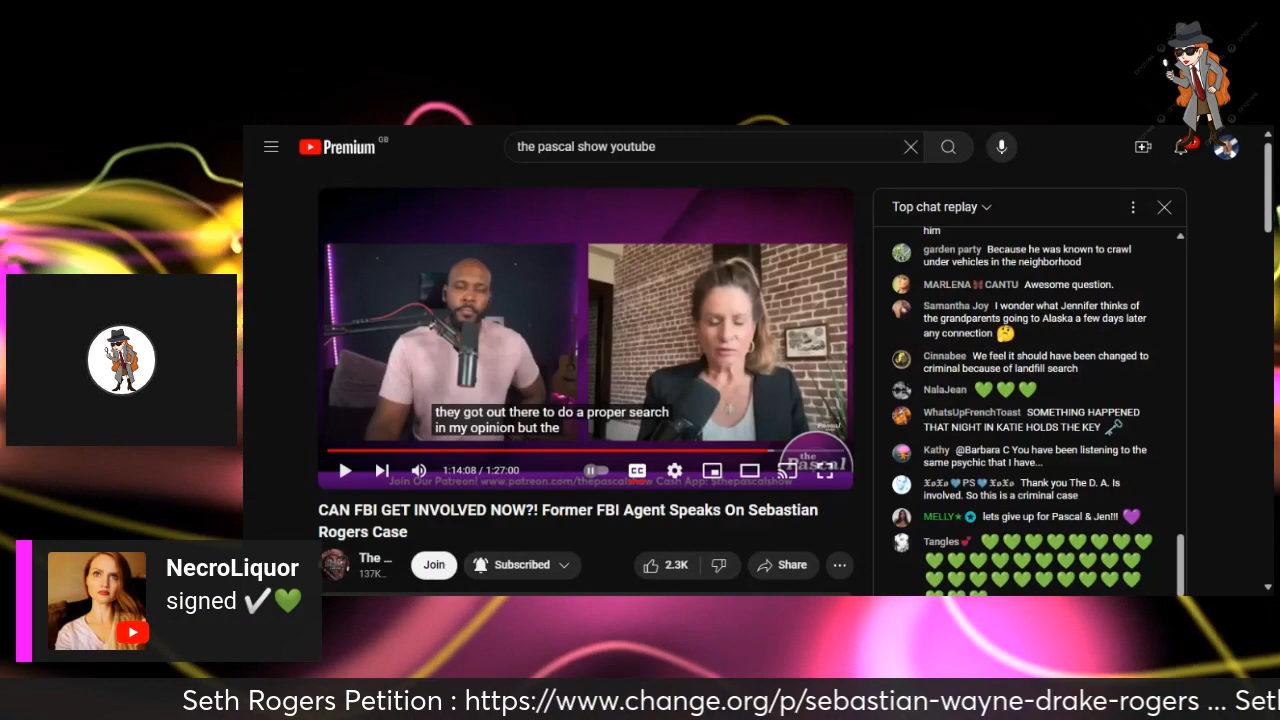 Premium GB
the pascal show youtube
Top chat replay
him
garden party Because he was known to crawl
under vehicles in the neighborhood
MARLENA CANTU Awesome question.
Samantha Joy I wonder what Jennifer thinks of
the grandparents going to Alaska a few days later
any connection 🤔
Cinnabee We feel it should have been changed to
criminal because of landfill search
NalaJean 💚 💚 💚
WhatsUpFrenchToast SOMETHING HAPPENED
THAT NIGHT IN KATIE HOLDS THE KEY 🗝
Kathy @Barbara C You have been listening to the
same psychic that I have...
PS Thank you The D. A. Is
involved. So this is a criminal case
MELLY★ lets give up for Pascal & Jen!!! 💜
Tangles 💚💚💚💚💚💚💚💚
they got out there to do a proper search
in my opinion but the
the Pascal
1:14:08 / 1:27:00
CC
Join Our Patreon! www.patreon.com/thepascalshow Cash App: $thepascalshow
CAN FBI GET INVOLVED NOW?! Former FBI Agent Speaks On Sebastian
Rogers Case
The ...
137K...
Join
Subscribed
2.3K
Share
NecroLiquor
signed ✔💚
Seth Rogers Petition : https://www.change.org/p/sebastian-wayne-drake-rogers ... Set